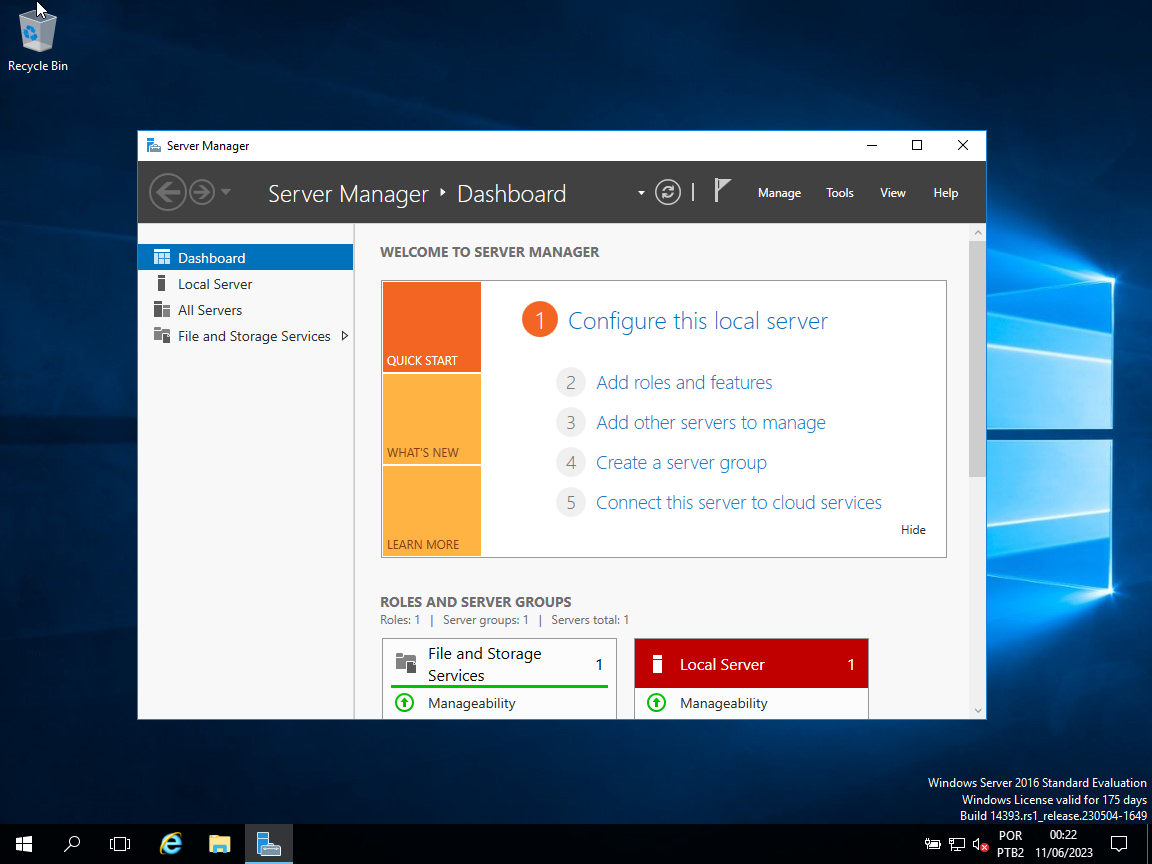 Recycle Bin
Server Manager
Server Manager Dashboard
Manage Tools View Help
Dashboard
Local Server
All Servers
File and Storage Services
WELCOME TO SERVER MANAGER
QUICK START
WHAT'S NEW
LEARN MORE
1 Configure this local server
2 Add roles and features
3 Add other servers to manage
4 Create a server group
5 Connect this server to cloud services
Hide
ROLES AND SERVER GROUPS
Roles: 1 | Server groups: 1 | Servers total: 1
File and Storage
Services
1
Manageability
Local Server 1
Manageability
Windows Server 2016 Standard Evaluation
Windows License valid for 175 days
Build 14393.rs1_release.230504-1649
POR
PTB2
00:22
11/06/2023